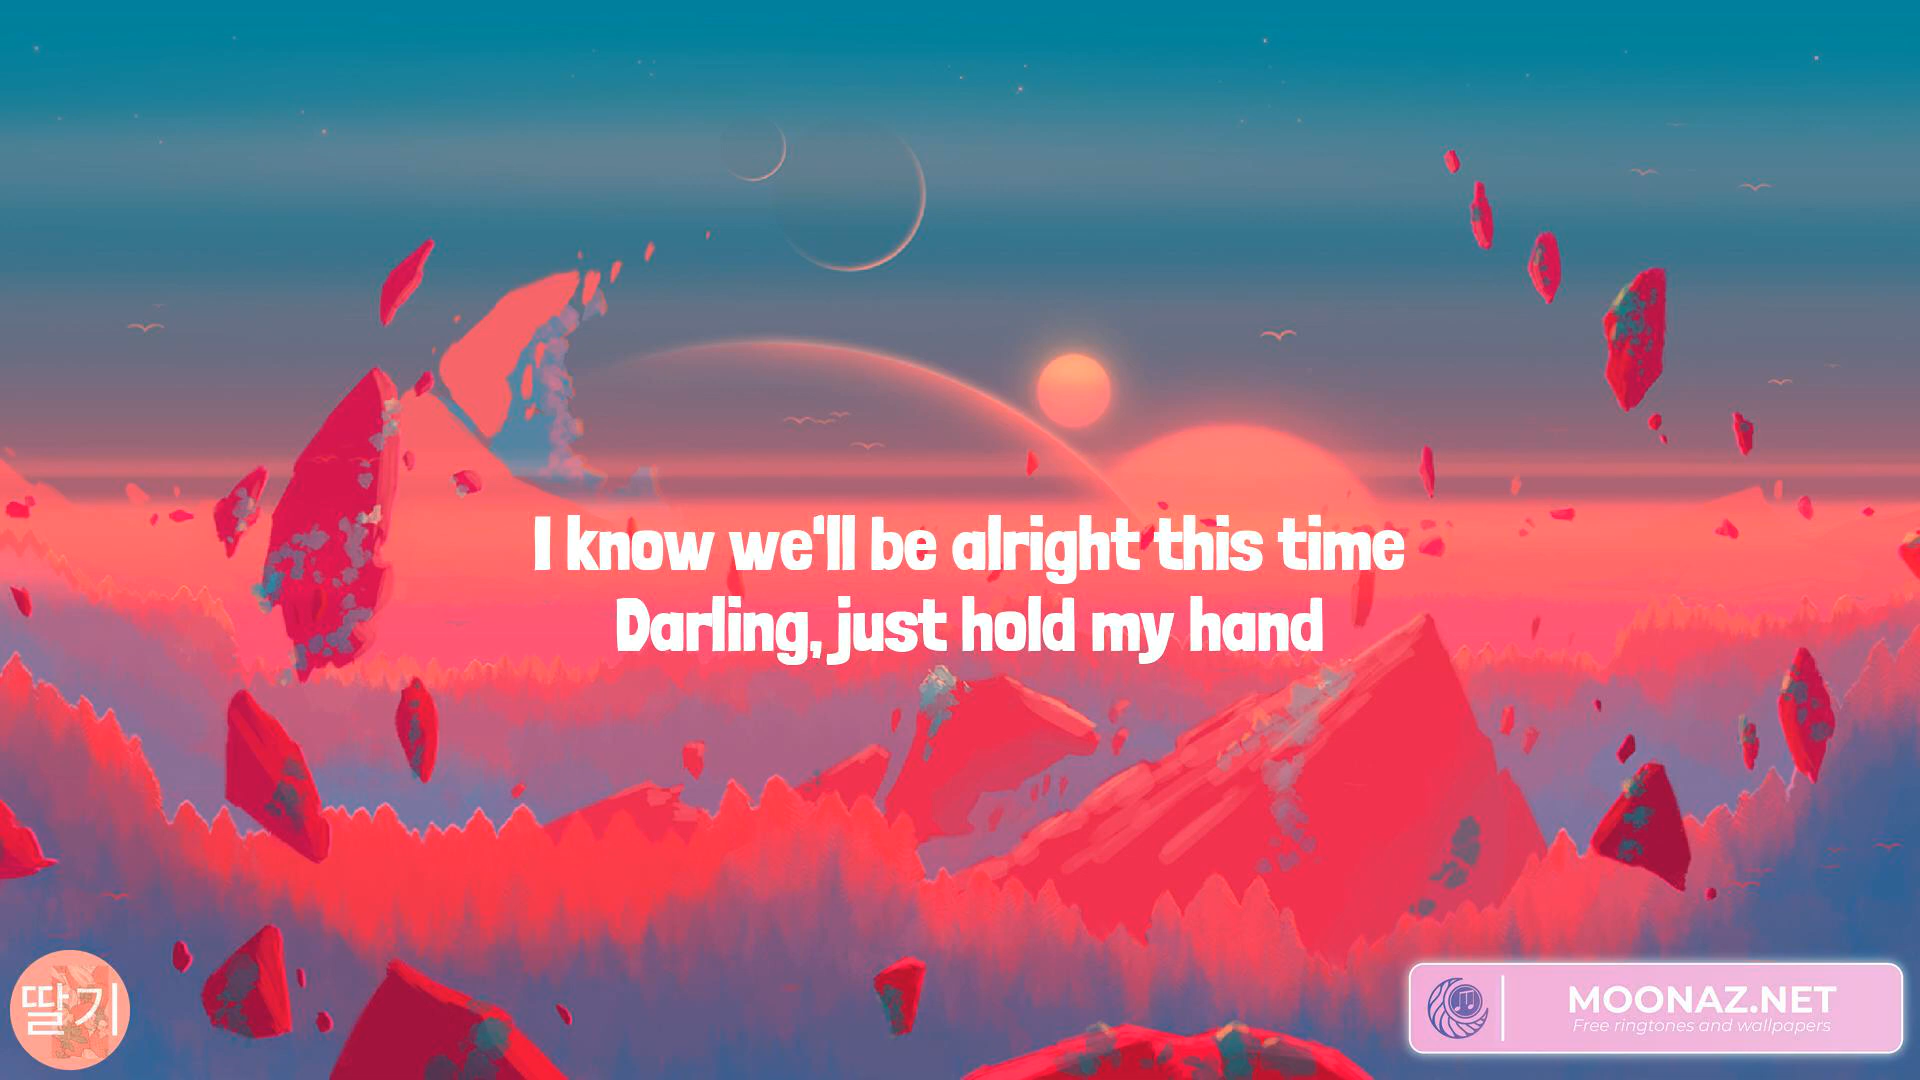 I know we'll be alright this time
Darling, just hold my hand
딸기
MOONAZ.NET
Free ringtones and wallpapers